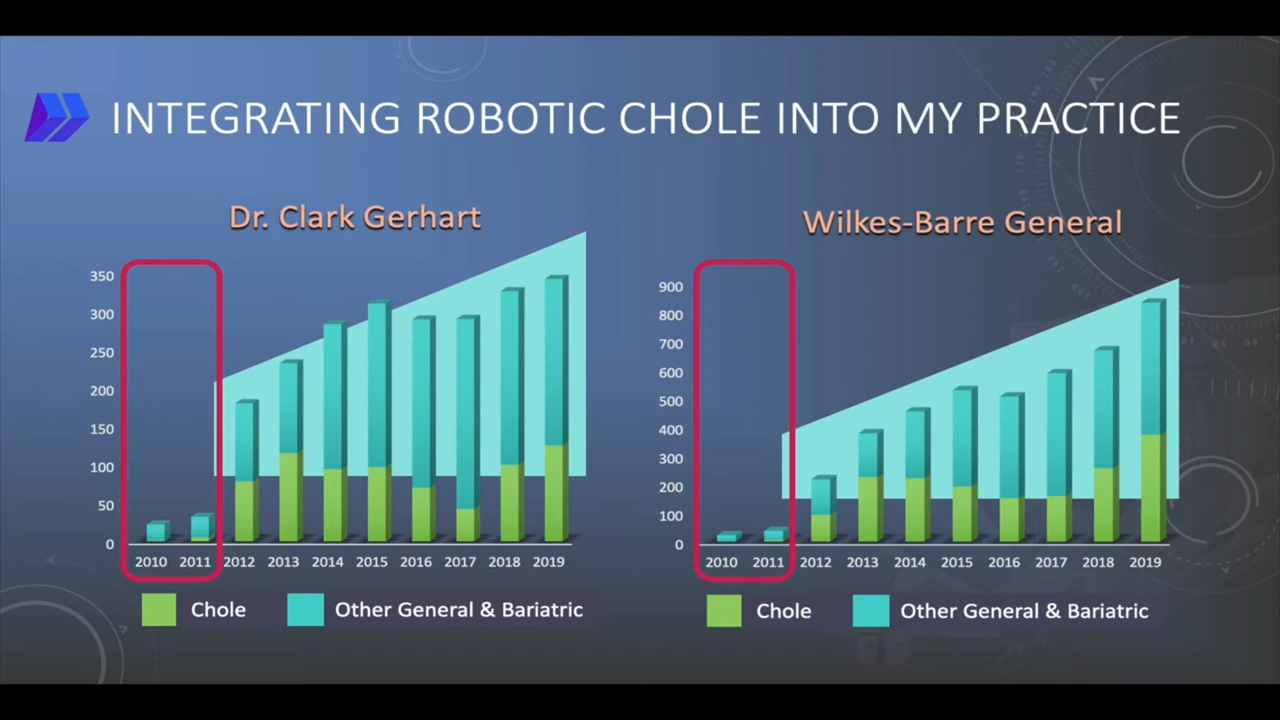 INTEGRATING ROBOTIC CHOLE INTO MY PRACTICE
Dr. Clark Gerhart
350
300
250
200
150
100
50
0
2010 2011 2012 2013 2014 2015 2016 2017 2018 2019
Chole Other General & Bariatric
Wilkes-Barre General
900
800
700
600
500
400
300
200
100
0
2010 2011 2012 2013 2014 2015 2016 2017 2018 2019
Chole Other General & Bariatric